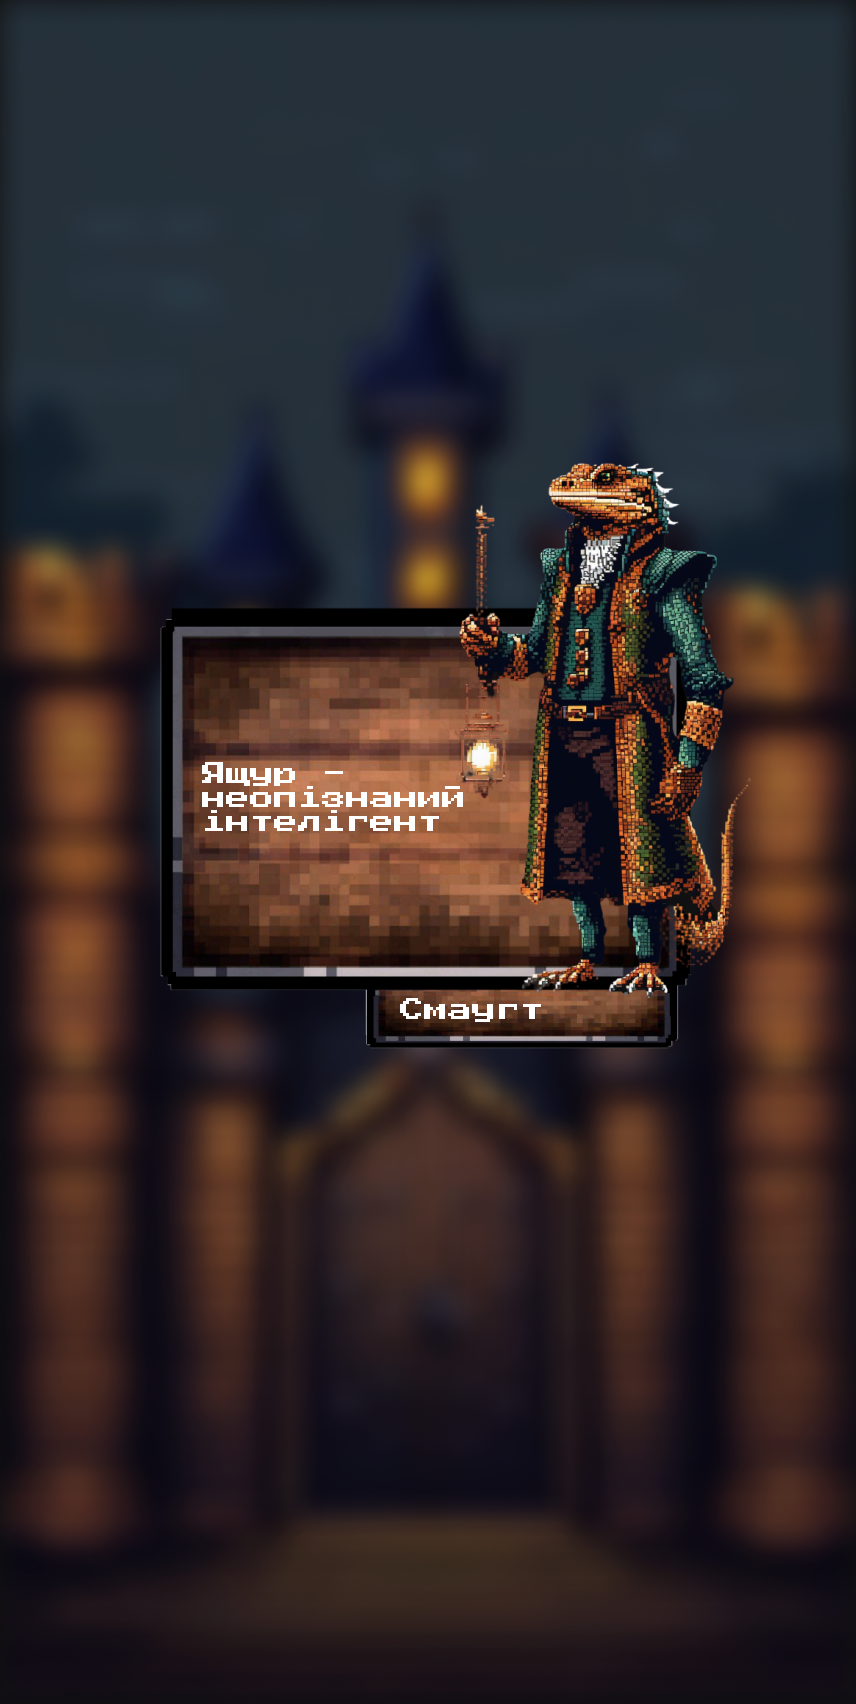 Ящур –
неопізнаний
інтелігент
Смаугт